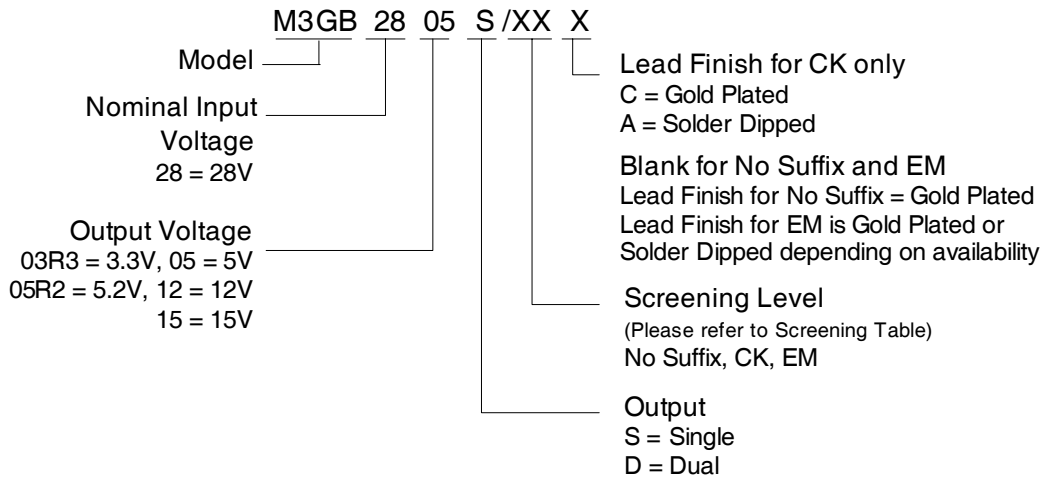 M3GB 28 05 S /XX X
Model
Nominal Input
Voltage
28 = 28V
Output Voltage
03R3 = 3.3V, 05 = 5V
05R2 = 5.2V, 12 = 12V
15 = 15V
Lead Finish for CK only
C = Gold Plated
A = Solder Dipped
Blank for No Suffix and EM
Lead Finish for No Suffix = Gold Plated
Lead Finish for EM is Gold Plated or
Solder Dipped depending on availability
Screening Level
(Please refer to Screening Table)
No Suffix, CK, EM
Output
S = Single
D = Dual